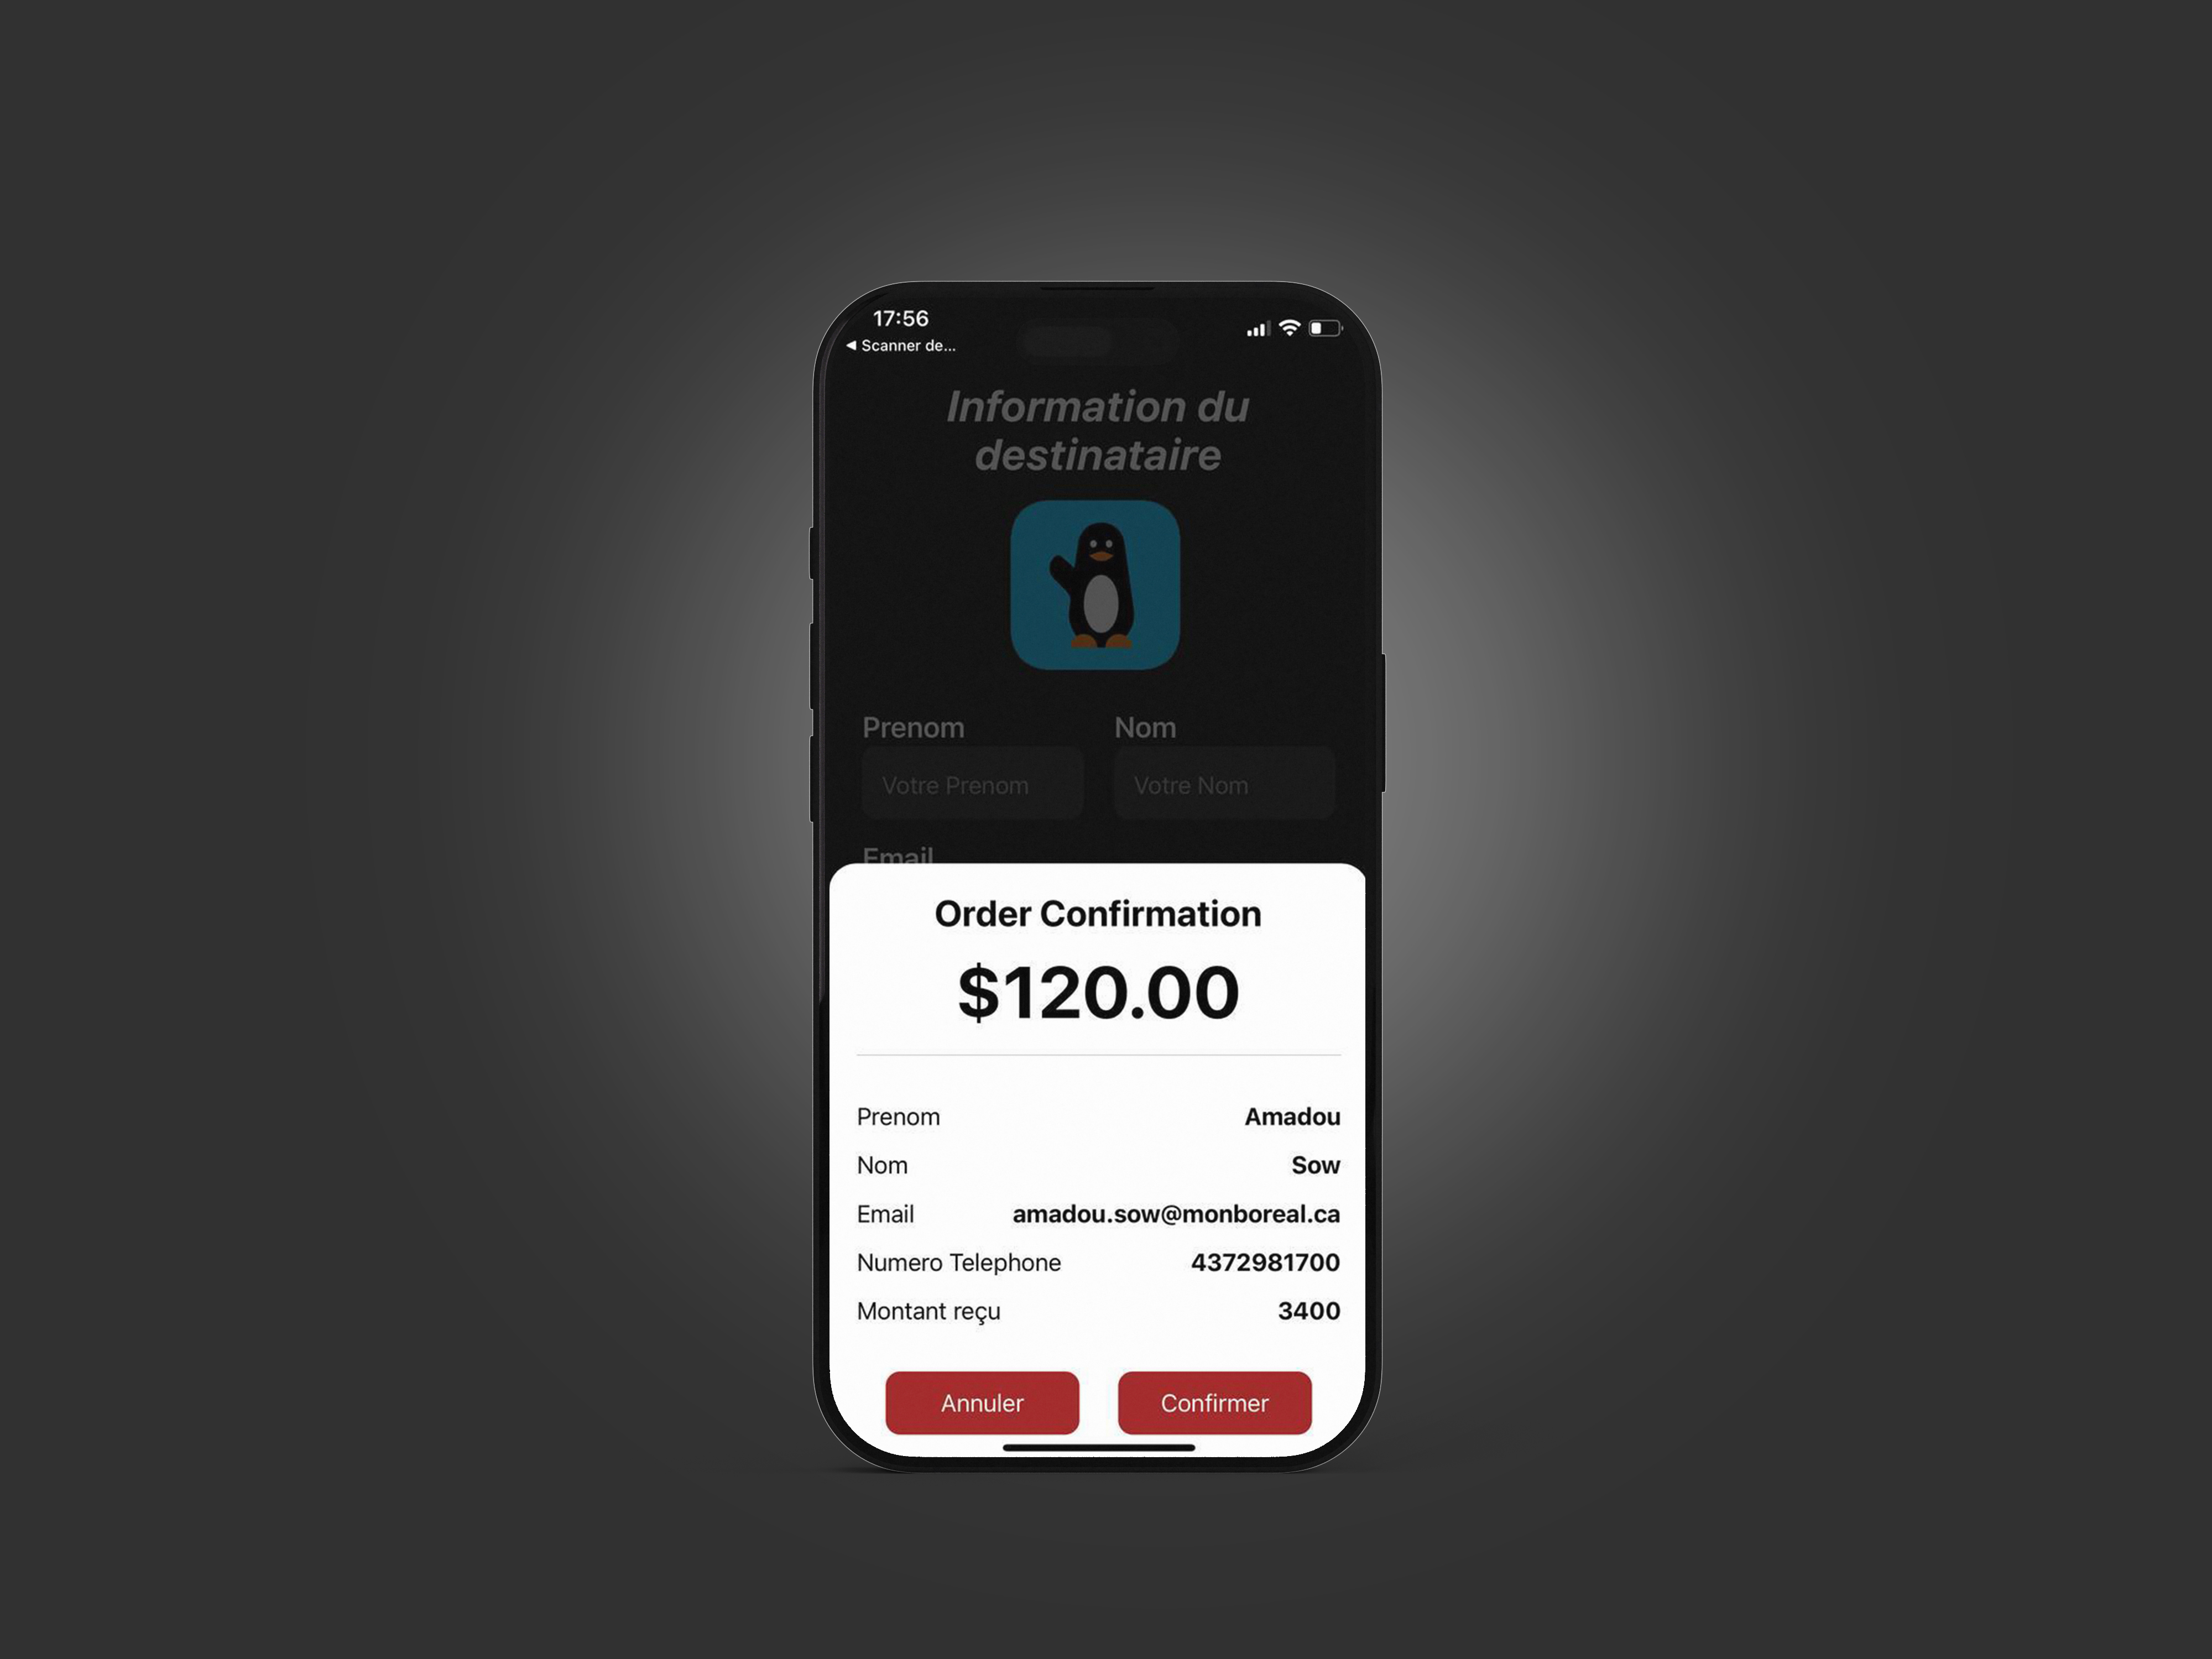 17:56
◀ Scanner de...
Information du
destinataire
Prenom Nom
Votre Prenom Votre Nom
Email
Order Confirmation
$120.00
Prenom Amadou
Nom Sow
Email amadou.sow@monboreal.ca
Numero Telephone 4372981700
Montant reçu 3400
Annuler Confirmer